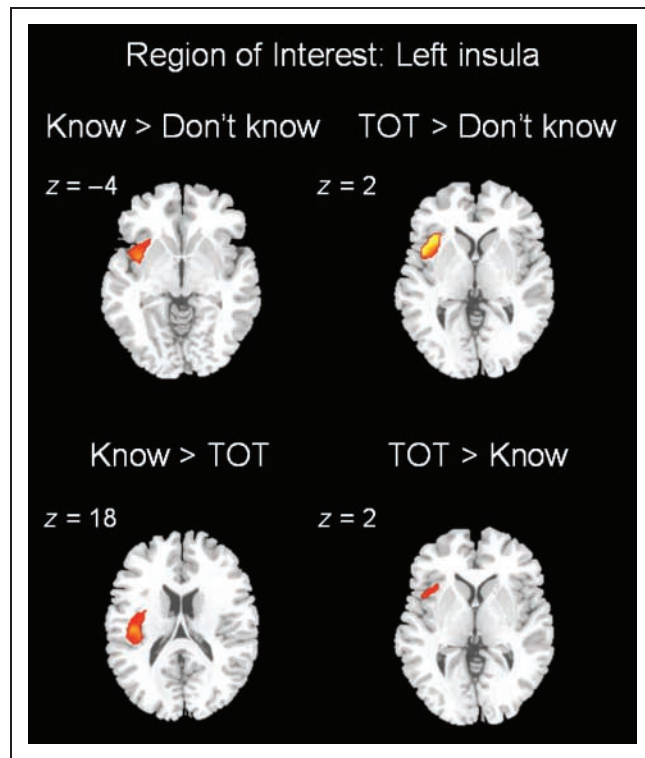 Region of Interest: Left insula
Know > Don't know
TOT > Don't know
z = –4
z = 2
Know > TOT
TOT > Know
z = 18
z = 2